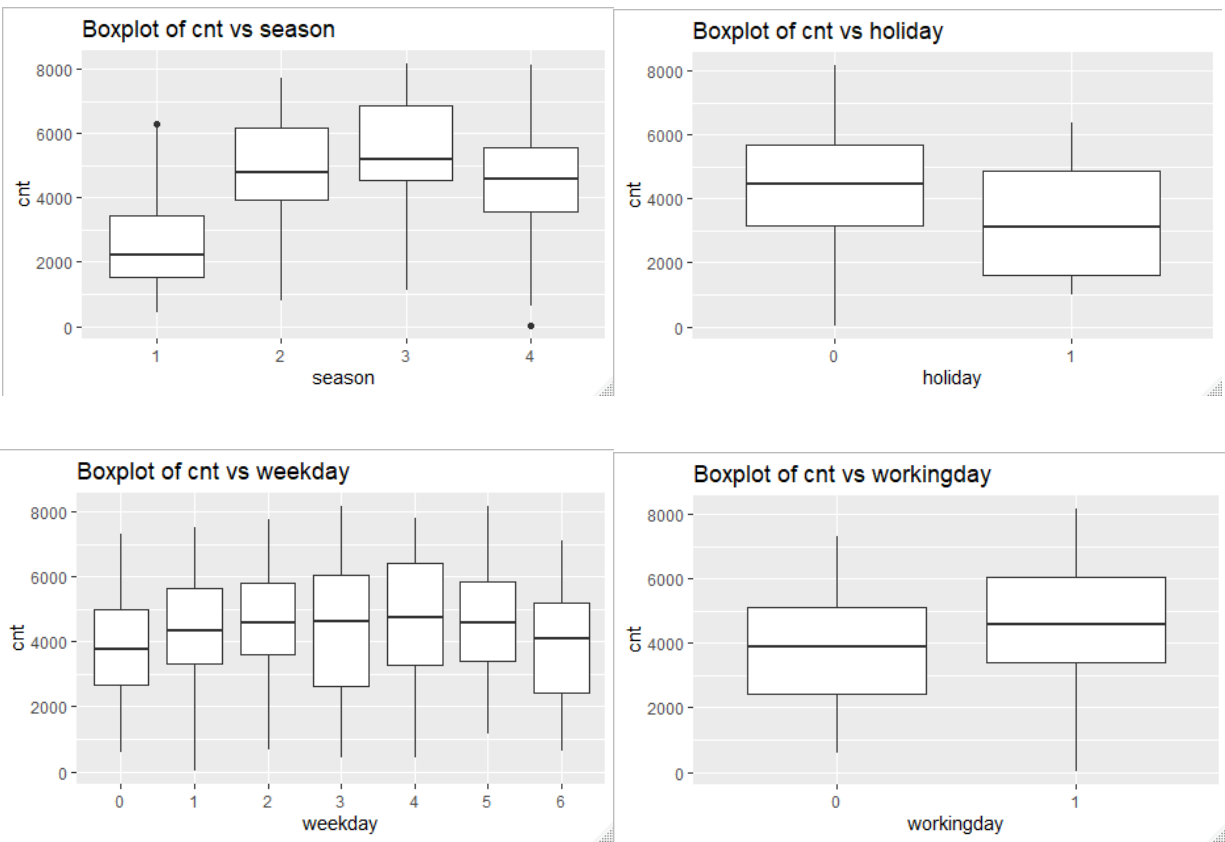 Boxplot of cnt vs season
8000
6000
4000
2000
0
cnt
1 2 3 4
season
Boxplot of cnt vs holiday
8000
6000
4000
2000
0
cnt
0 1
holiday
Boxplot of cnt vs weekday
8000
6000
4000
2000
0
cnt
0 1 2 3 4 5 6
weekday
Boxplot of cnt vs workingday
8000
6000
4000
2000
0
cnt
0 1
workingday